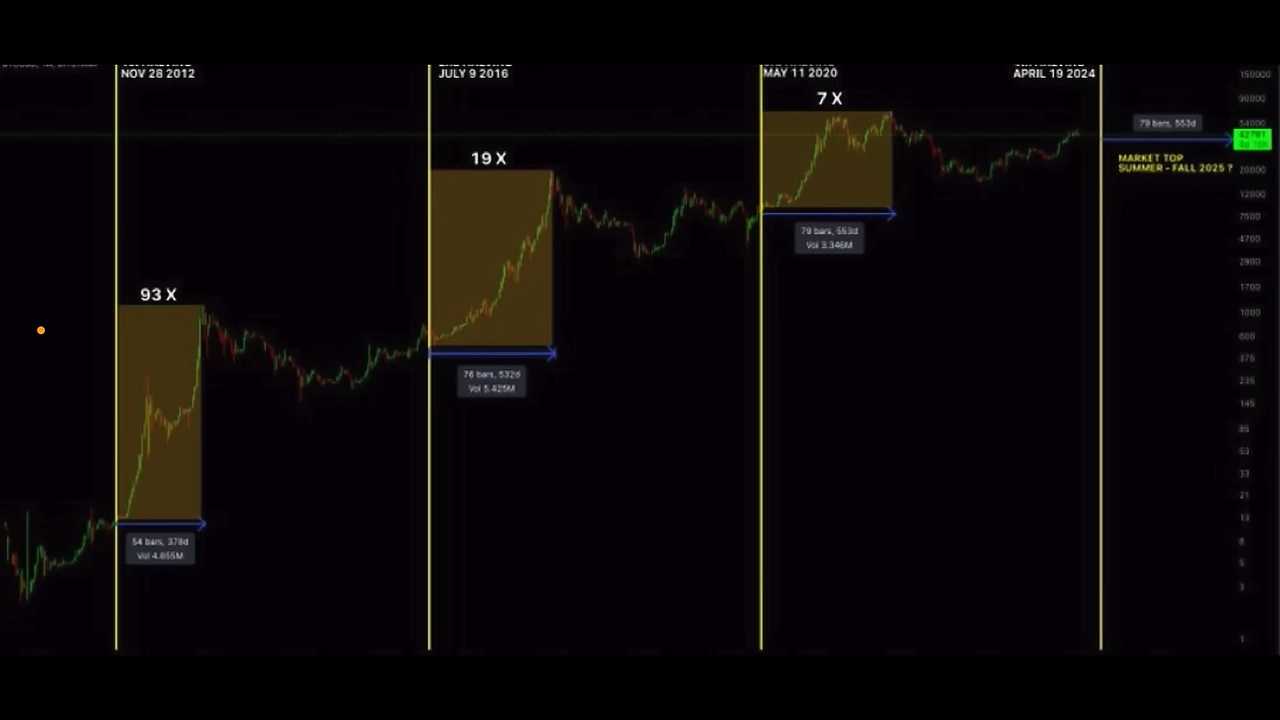 NOV 28 2012
JULY 9 2016
MAY 11 2020
APRIL 19 2024
150000
7 X
90000
79 bars, 553d
54000
42781
MARKET TOP
SUMMER - FALL 2025 ?
19 X
20000
12000
7500
79 bars, 553d
Vol 3.346M
4700
2900
1700
93 X
1000
600
375
76 bars, 532d
Vol 5.425M
235
145
85
53
33
21
13
54 bars, 378d
Vol 4.655M
8
5
3
1